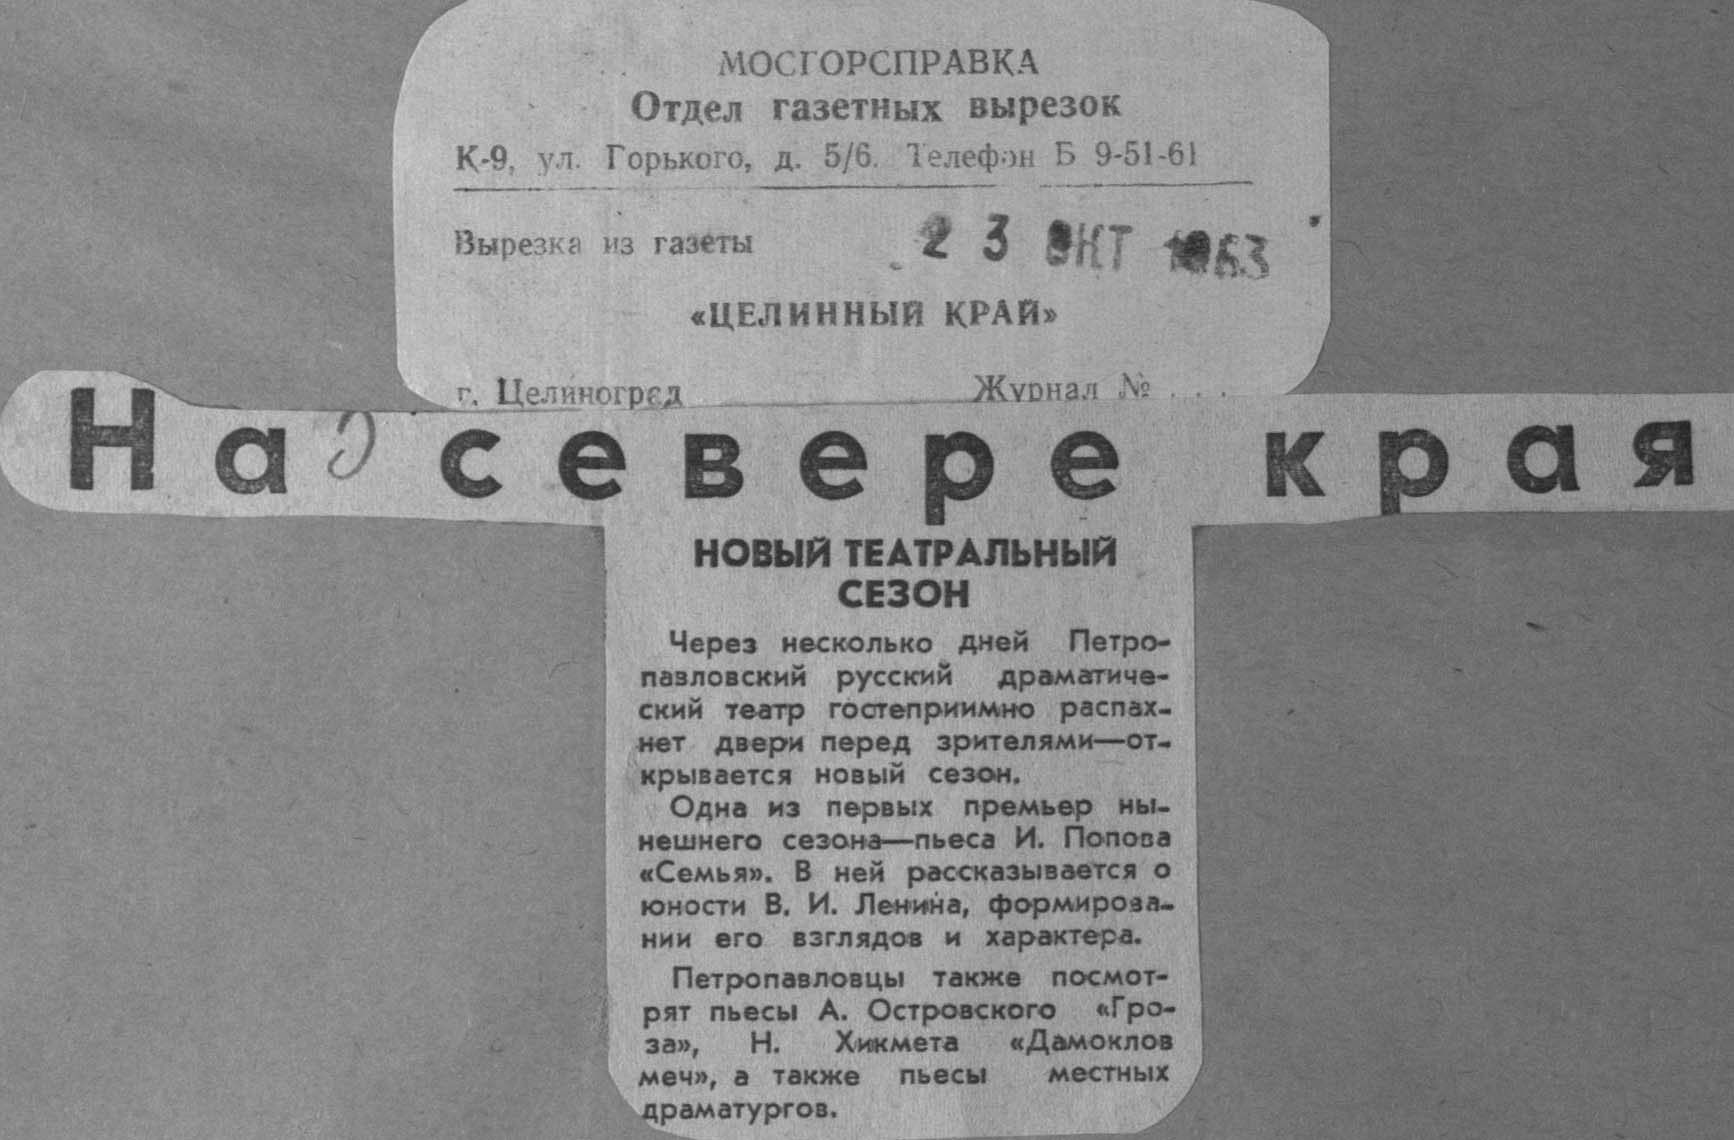 МОСГОРСПРАВКА
Отдел газетных вырезок
К-9, ул. Горького, д. 5/6. Телефон Б 9-51-61
Вырезка из газеты 23 ОКТ 1963
«ЦЕЛИННЫЙ КРАЙ»
г. Целиноград Журнал № . . .
На севере края
НОВЫЙ ТЕАТРАЛЬНЫЙ
СЕЗОН
Через несколько дней Петро-
павловский русский драматиче-
ский театр гостеприимно распах-
нет двери перед зрителями—от-
крывается новый сезон.
Одна из первых премьер ны-
нешнего сезона—пьеса И. Попова
«Семья». В ней рассказывается о
юности В. И. Ленина, формирова-
нии его взглядов и характера.
Петропавловцы также посмот-
рят пьесы А. Островского «Гро-
за», Н. Хикмета «Дамоклов
меч», а также пьесы местных
драматургов.